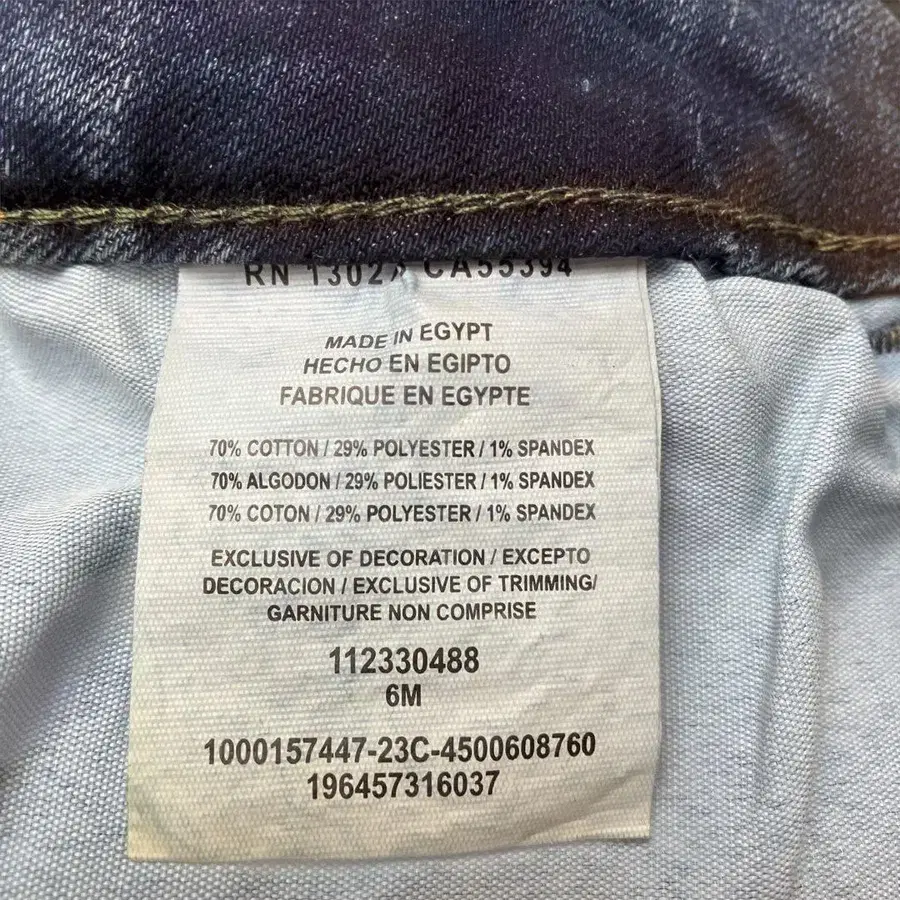 RN 13027 CA55394
MADE IN EGYPT
HECHO EN EGIPTO
FABRIQUE EN EGYPTE
70% COTTON / 29% POLYESTER / 1% SPANDEX
70% ALGODON / 29% POLIESTER / 1% SPANDEX
70% COTON / 29% POLYESTER / 1% SPANDEX
EXCLUSIVE OF DECORATION / EXCEPTO
DECORACION / EXCLUSIVE OF TRIMMING/
GARNITURE NON COMPRISE
112330488
6M
1000157447-23C-4500608760
196457316037